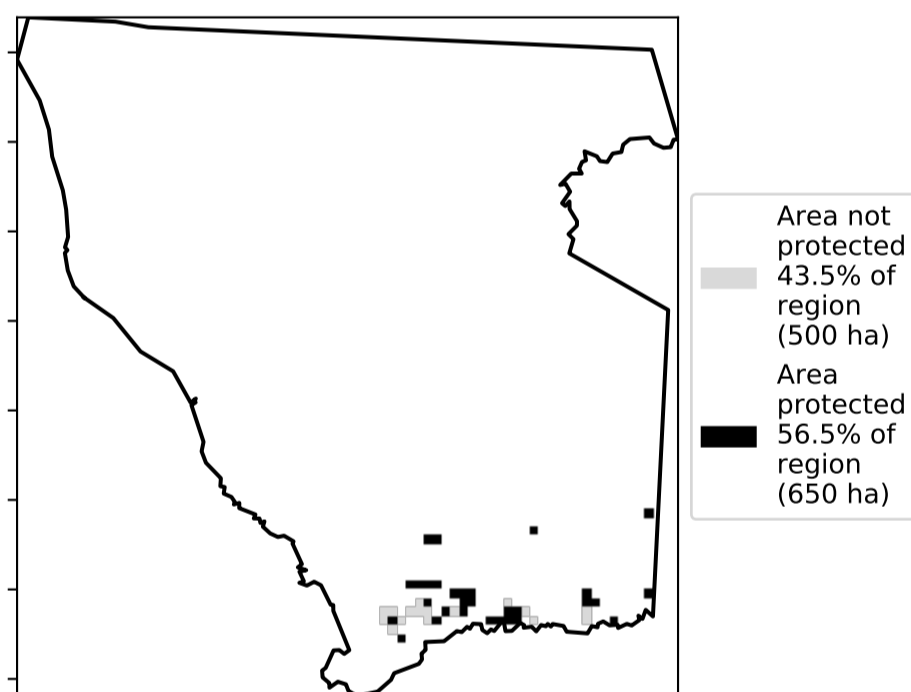 Area not
protected
43.5% of
region
(500 ha)
Area
protected
56.5% of
region
(650 ha)